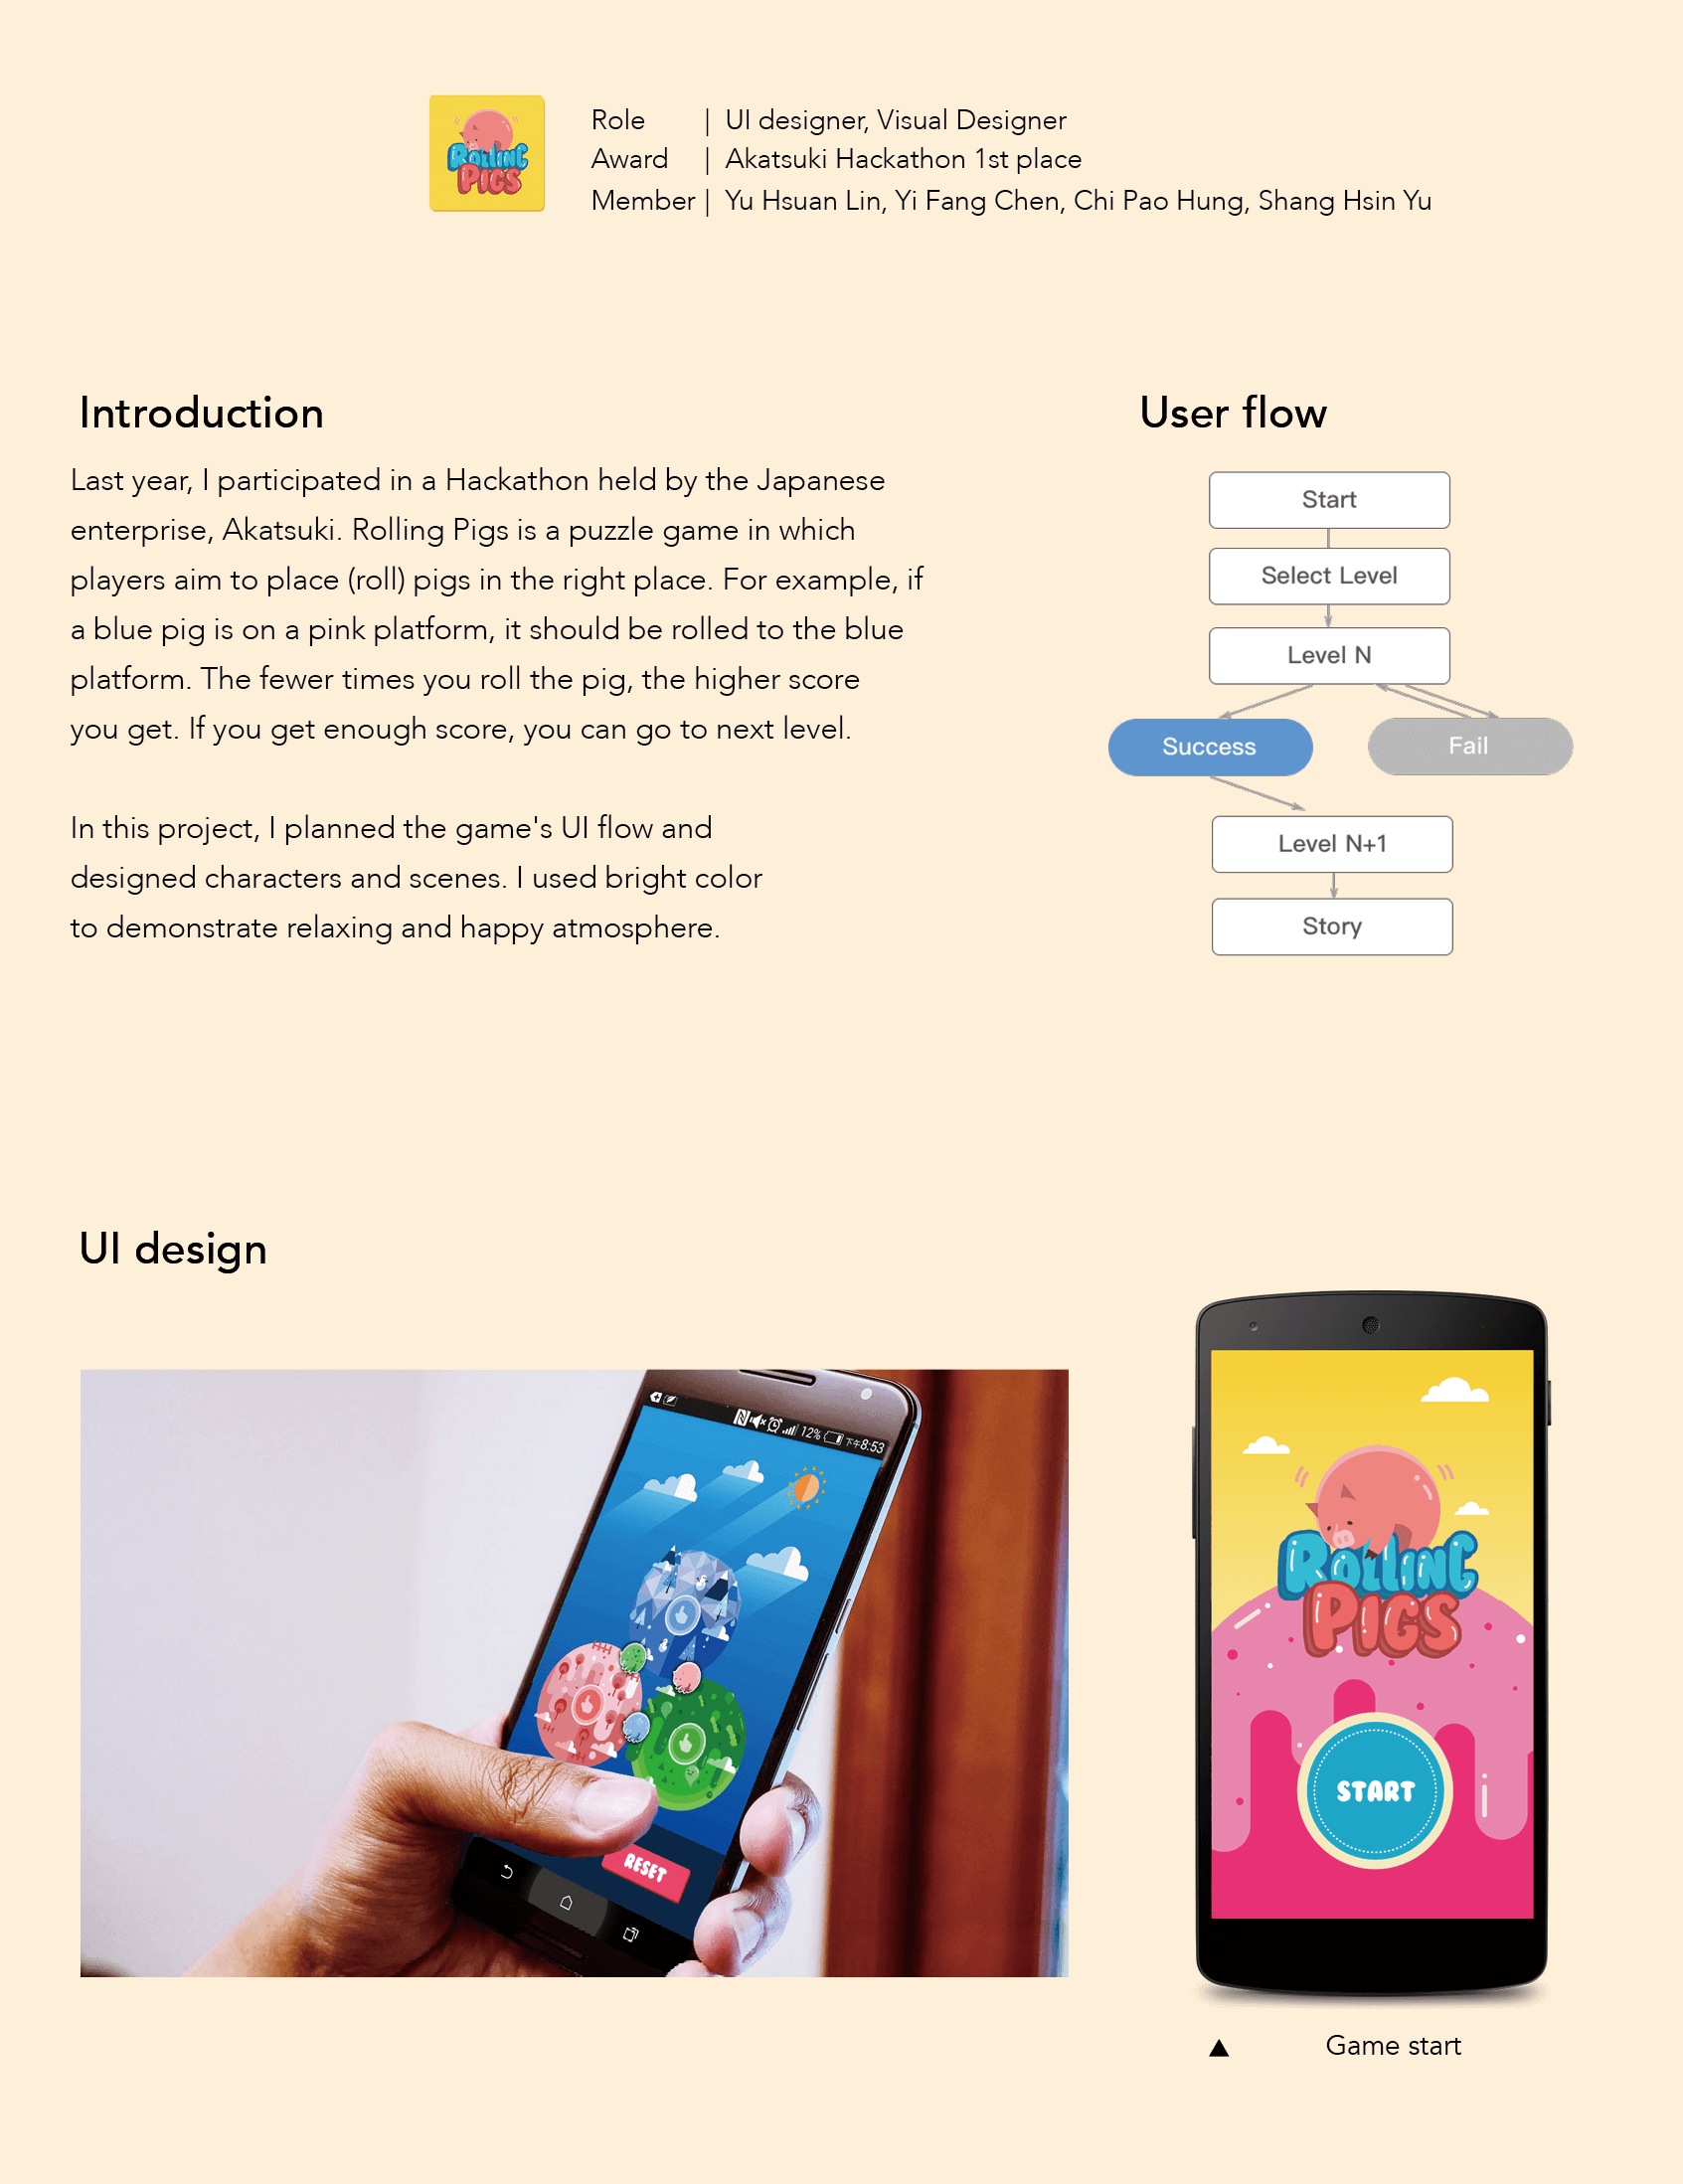 ROLLING
PIGS
Role | UI designer, Visual Designer
Award | Akatsuki Hackathon 1st place
Member | Yu Hsuan Lin, Yi Fang Chen, Chi Pao Hung, Shang Hsin Yu
Introduction
Last year, I participated in a Hackathon held by the Japanese
enterprise, Akatsuki. Rolling Pigs is a puzzle game in which
players aim to place (roll) pigs in the right place. For example, if
a blue pig is on a pink platform, it should be rolled to the blue
platform. The fewer times you roll the pig, the higher score
you get. If you get enough score, you can go to next level.
In this project, I planned the game's UI flow and
designed characters and scenes. I used bright color
to demonstrate relaxing and happy atmosphere.
User flow
Start
Select Level
Level N
Success
Fail
Level N+1
Story
UI design
12% 下午8:53
RESET
ROLLING
PIGS
START
▲ Game start